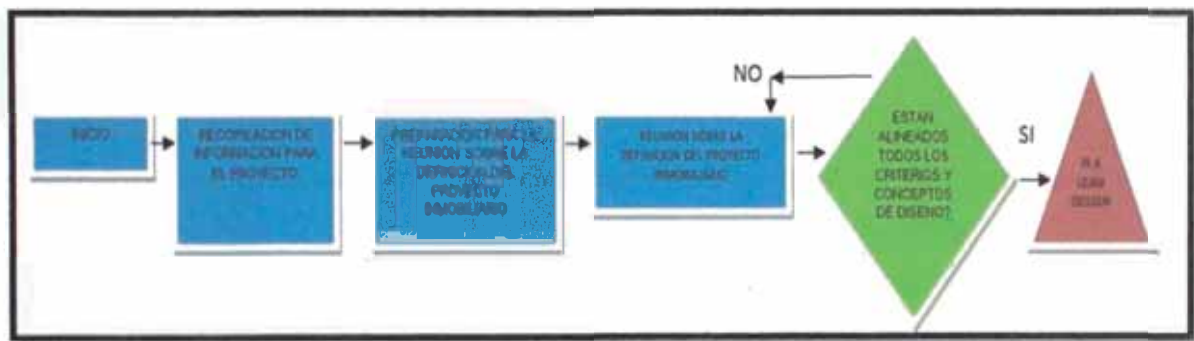 INICIO
RECOPILACION DE
INFORMACION PARA
EL PROYECTO
PREPARACION PARA LA
REUNION SOBRE LA
DEFINICION DEL
PROYECTO
INMOBILIARIO
REUNION SOBRE LA
DEFINICION DEL PROYECTO
INMOBILIARIO
NO
ESTAN
ALINEADOS
TODOS LOS
CRITERIOS Y
CONCEPTOS
DE DISEÑO?
SI
IR A
LEAN
DESIGN